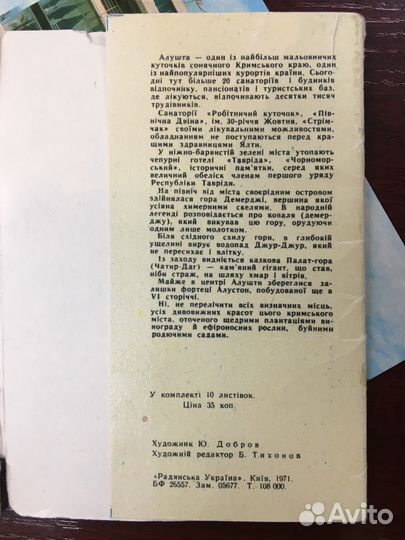 Алушта — один із найбільш мальовничих
куточків сонячного Кримського краю, один
із найпопулярніших курортів країни. Сьогод-
ні тут більше 20 санаторіїв і будинків
відпочинку, пансіонатів і туристських баз,
де лікуються, відпочивають десятки тисяч
трудівників.
Санаторії «Робітничий куточок», «Пів-
нічна Двіна», ім. 30-річчя Жовтня, «Стрім-
чак» своїми лікувальними можливостями,
обладнанням не поступаються перед кра-
щими здравницями Ялти.
У ніжно-барвистій зелені міста утопають
чепурні готелі «Таврида», «Чорномор-
ський», історичні пам'ятки, серед яких
величний обеліск членам першого уряду
Республіки Тавріди.
На північ від міста своєрідним островом
здійнялася гора Демерджі, вершина якої
усіяна химерними скелями. В народній
легенді розповідається про коваля (демер-
джу), який викував цю гору, орудуючи
одним лише молотком.
Біля східного схилу гори, в глибокій
ущелині вирує водопад Джур-Джур, який
не пересихає і влітку.
Із заходу видніється казкова Палат-гора
(Чатир-Даг) — кам'яний гігант, що став,
ніби страж, на шляху хмар і вітрів.
Майже в центрі Алушти збереглися за-
лишки фортеці Алустон, побудованої ще в
VI сторіччі.
Ні, не перелічити всіх визначних місць,
усіх дивовижних красот цього кримського
міста, оточеного щедрими плантаціями ви-
нограду й ефіроносних рослин, буйними
родючими садами.
У комплекті 10 листівок.
Ціна 35 коп.
Художник Ю. Добров
Художній редактор Б. Тихонов
«Радянська Україна». Київ, 1971.
БФ 26557. Зам. 05677. Т. 108 000.
Avito